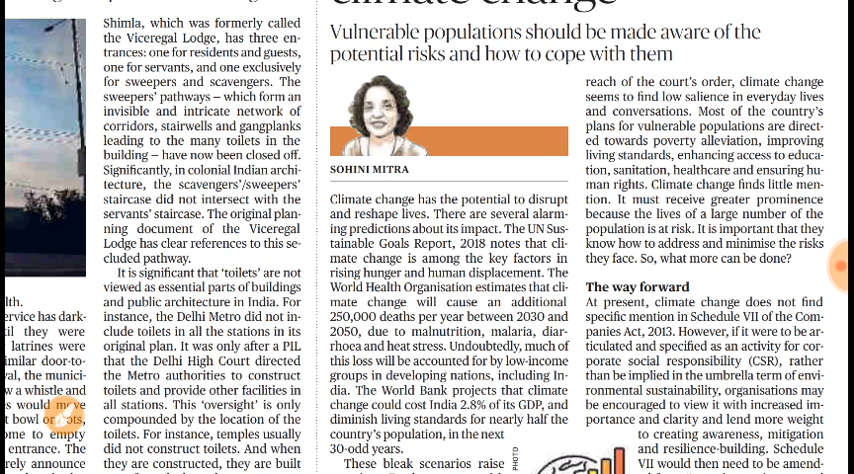 Shimla, which was formerly called
the Viceregal Lodge, has three en-
trances: one for residents and guests,
one for servants, and one exclusively
for sweepers and scavengers. The
sweepers' pathways – which form an
invisible and intricate network of
corridors, stairwells and gangplanks
leading to the many toilets in the
building – have now been closed off.
Significantly, in colonial Indian archi-
tecture, the scavengers'/sweepers'
staircase did not intersect with the
servants' staircase. The original plan-
ning document of the Viceregal
Lodge has clear references to this se-
cluded pathway.
It is significant that 'toilets' are not
viewed as essential parts of buildings
and public architecture in India. For
instance, the Delhi Metro did not in-
clude toilets in all the stations in its
original plan. It was only after a PIL
that the Delhi High Court directed
the Metro authorities to construct
toilets and provide other facilities in
all stations. This 'oversight' is only
compounded by the location of the
toilets. For instance, temples usually
did not construct toilets. And when
they are constructed, they are built
lth.
ervice has dark-
til they were
latrines were
imilar door-to-
val, the munici-
w a whistle and
s would move
t bowl or pots,
ome to empty
entrance. The
rely announce
climate change
Vulnerable populations should be made aware of the
potential risks and how to cope with them
SOHINI MITRA
Climate change has the potential to disrupt
and reshape lives. There are several alarm-
ing predictions about its impact. The UN Sus-
tainable Goals Report, 2018 notes that cli-
mate change is among the key factors in
rising hunger and human displacement. The
World Health Organisation estimates that cli-
mate change will cause an additional
250,000 deaths per year between 2030 and
2050, due to malnutrition, malaria, diar-
rhoea and heat stress. Undoubtedly, much of
this loss will be accounted for by low-income
groups in developing nations, including In-
dia. The World Bank projects that climate
change could cost India 2.8% of its GDP, and
diminish living standards for nearly half the
country's population, in the next
30-odd years.
These bleak scenarios raise
PHOTO
reach of the court's order, climate change
seems to find low salience in everyday lives
and conversations. Most of the country's
plans for vulnerable populations are direct-
ed towards poverty alleviation, improving
living standards, enhancing access to educa-
tion, sanitation, healthcare and ensuring hu-
man rights. Climate change finds little men-
tion. It must receive greater prominence
because the lives of a large number of the
population is at risk. It is important that they
know how to address and minimise the risks
they face. So, what more can be done?
The way forward
At present, climate change does not find
specific mention in Schedule VII of the Com-
panies Act, 2013. However, if it were to be ar-
ticulated and specified as an activity for cor-
porate social responsibility (CSR), rather
than be implied in the umbrella term of envi-
ronmental sustainability, organisations may
be encouraged to view it with increased im-
portance and clarity and lend more weight
to creating awareness, mitigation
and resilience-building. Schedule
VII would then need to be amend-